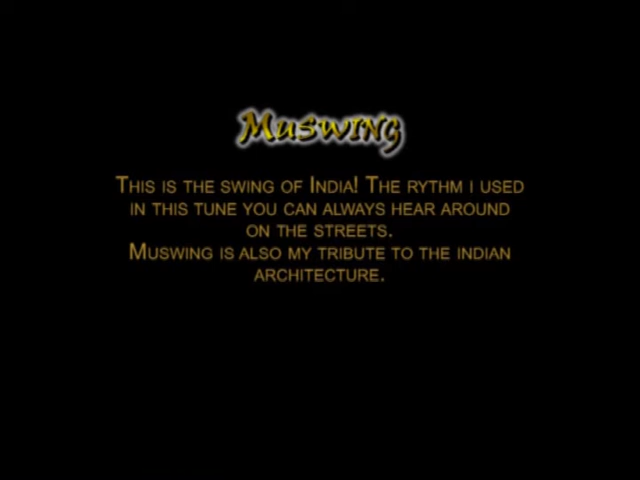 Muswing
This is the swing of India! The rythm i used
in this tune you can always hear around
on the streets.
Muswing is also my tribute to the indian
architecture.